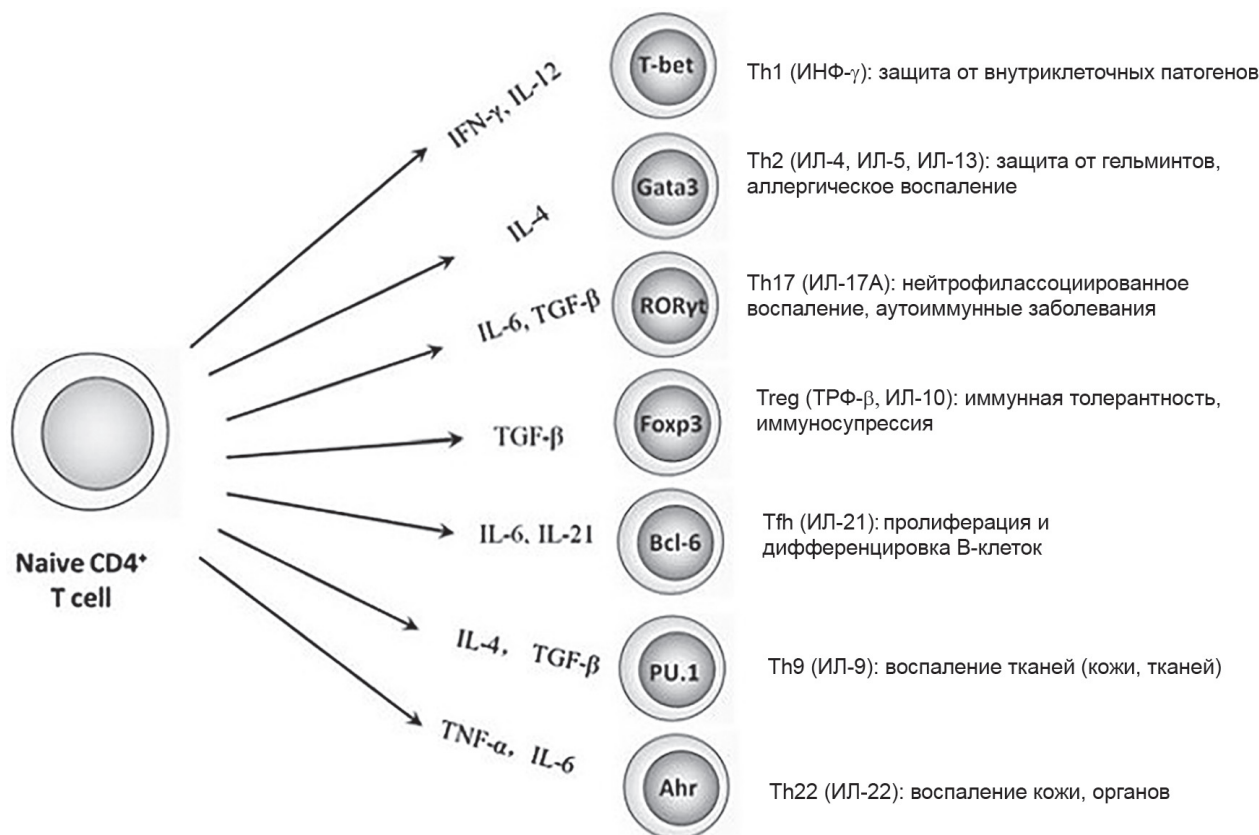 IFN-γ, IL-12
T-bet
Th1 (ИНФ-γ): защита от внутриклеточных патогенов
IL-4
Gata3
Th2 (ИЛ-4, ИЛ-5, ИЛ-13): защита от гельминтов,
аллергическое воспаление
IL-6, TGF-β
RORγt
Th17 (ИЛ-17А): нейтрофилассоциированное
воспаление, аутоиммунные заболевания
TGF-β
Foxp3
Treg (ТРФ-β, ИЛ-10): иммунная толерантность,
иммуносупрессия
IL-6, IL-21
Bcl-6
Tfh (ИЛ-21): пролиферация и
дифференцировка В-клеток
Naive CD4⁺
T cell
IL-4, TGF-β
PU.1
Th9 (ИЛ-9): воспаление тканей (кожи, тканей)
TNF-α, IL-6
Ahr
Th22 (ИЛ-22): воспаление кожи, органов